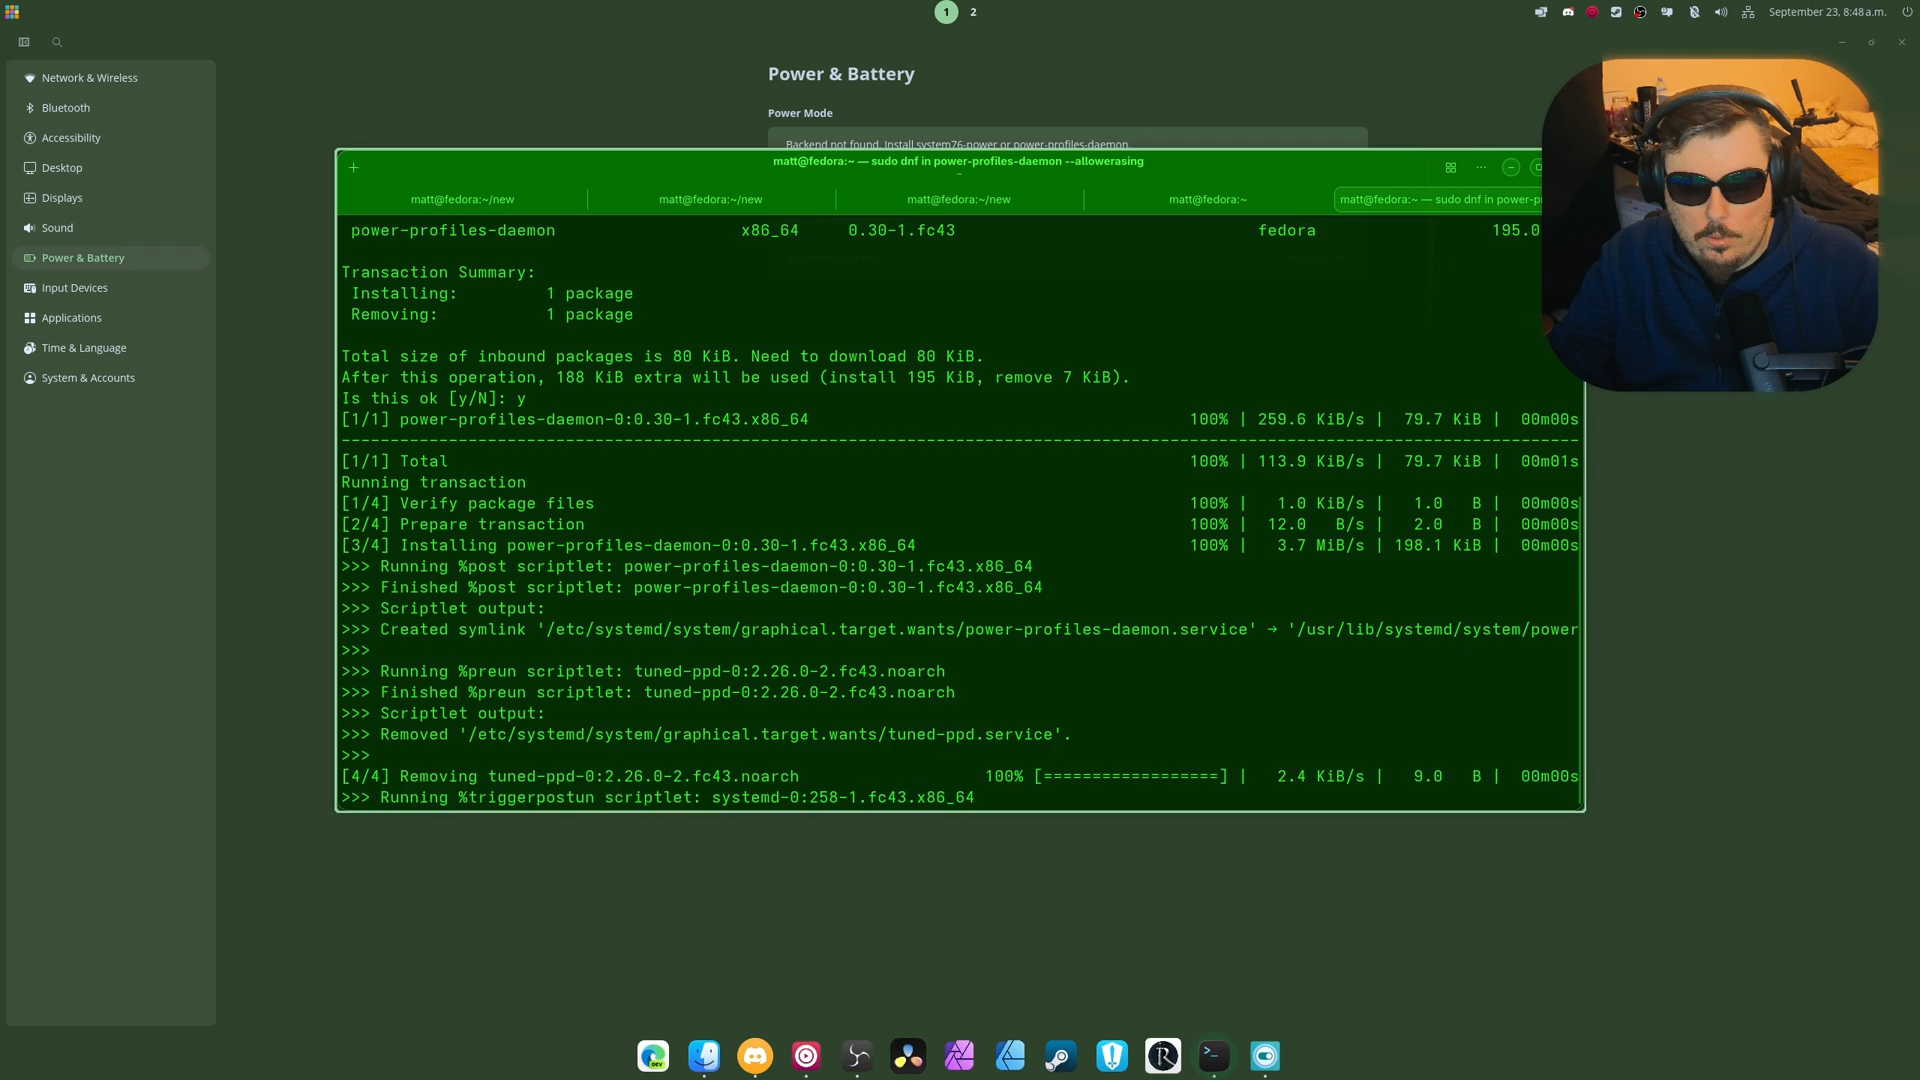 1 2
September 23, 8:48 a.m.
Network & Wireless
Bluetooth
Accessibility
Desktop
Displays
Sound
Power & Battery
Input Devices
Applications
Time & Language
System & Accounts
Power & Battery
Power Mode
Backend not found. Install system76-power or power-profiles-daemon.
matt@fedora:~ — sudo dnf in power-profiles-daemon --allowerasing
~
matt@fedora:~/new matt@fedora:~/new matt@fedora:~/new matt@fedora:~ matt@fedora:~ — sudo dnf in power-p
power-profiles-daemon x86_64 0.30-1.fc43 fedora 195.0
Transaction Summary:
Installing: 1 package
Removing: 1 package
Total size of inbound packages is 80 KiB. Need to download 80 KiB.
After this operation, 188 KiB extra will be used (install 195 KiB, remove 7 KiB).
Is this ok [y/N]: y
[1/1] power-profiles-daemon-0:0.30-1.fc43.x86_64 100% | 259.6 KiB/s | 79.7 KiB | 00m00s
--------------------------------------------------------------------------------
[1/1] Total 100% | 113.9 KiB/s | 79.7 KiB | 00m01s
Running transaction
[1/4] Verify package files 100% | 1.0 KiB/s | 1.0 B | 00m00s
[2/4] Prepare transaction 100% | 12.0 B/s | 2.0 B | 00m00s
[3/4] Installing power-profiles-daemon-0:0.30-1.fc43.x86_64 100% | 3.7 MiB/s | 198.1 KiB | 00m00s
>>> Running %post scriptlet: power-profiles-daemon-0:0.30-1.fc43.x86_64
>>> Finished %post scriptlet: power-profiles-daemon-0:0.30-1.fc43.x86_64
>>> Scriptlet output:
>>> Created symlink '/etc/systemd/system/graphical.target.wants/power-profiles-daemon.service' → '/usr/lib/systemd/system/power
>>>
>>> Running %preun scriptlet: tuned-ppd-0:2.26.0-2.fc43.noarch
>>> Finished %preun scriptlet: tuned-ppd-0:2.26.0-2.fc43.noarch
>>> Scriptlet output:
>>> Removed '/etc/systemd/system/graphical.target.wants/tuned-ppd.service'.
>>>
[4/4] Removing tuned-ppd-0:2.26.0-2.fc43.noarch 100% [==================] | 2.4 KiB/s | 9.0 B | 00m00s
>>> Running %triggerpostun scriptlet: systemd-0:258-1.fc43.x86_64
DEV